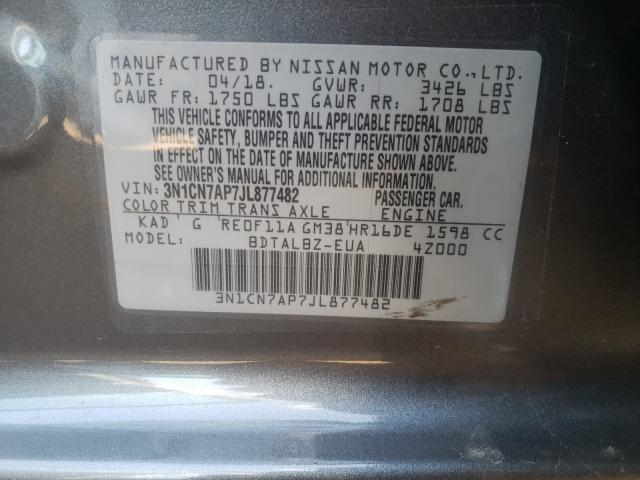 MANUFACTURED BY NISSAN MOTOR CO.,LTD.
DATE: 04/18. GVWR: 3426 LBS
GAWR FR: 1750 LBS GAWR RR: 1708 LBS
THIS VEHICLE CONFORMS TO ALL APPLICABLE FEDERAL MOTOR
VEHICLE SAFETY, BUMPER AND THEFT PREVENTION STANDARDS
IN EFFECT ON THE DATE OF MANUFACTURE SHOWN ABOVE.
SEE OWNER'S MANUAL FOR ADDITIONAL INFORMATION.
VIN: 3N1CN7AP7JL877482 PASSENGER CAR.
COLOR TRIM TRANS AXLE ENGINE
KAD ' G RE0F11A GM38'HR16DE 1598 CC
MODEL: BDTALBZ-EUA 4Z000
3N1CN7AP7JL877482